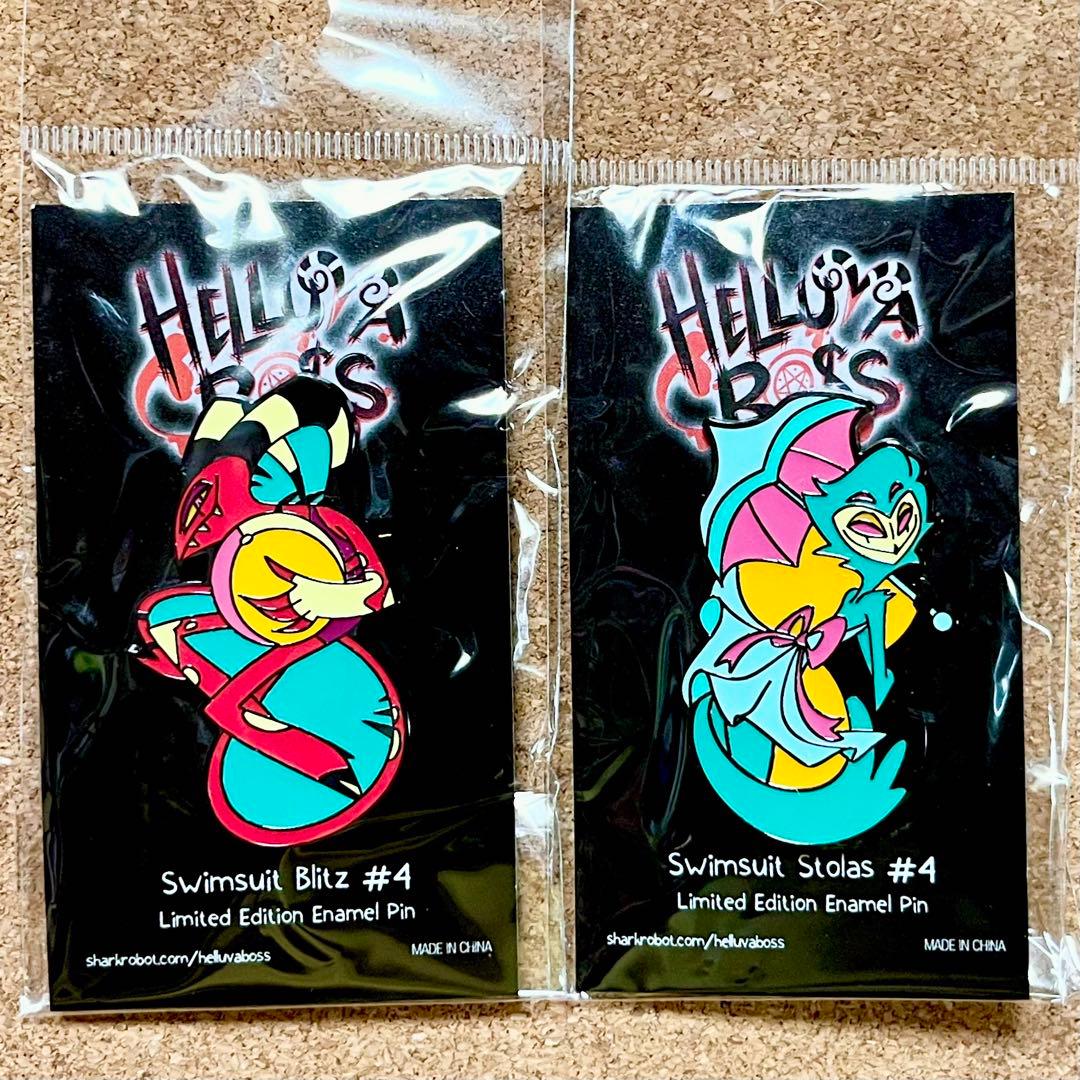 HELLUVA
BOSS
Swimsuit Blitz #4
Limited Edition Enamel Pin
sharkrobot.com/helluvaboss
MADE IN CHINA
HELLUVA
BOSS
Swimsuit Stolas #4
Limited Edition Enamel Pin
sharkrobot.com/helluvaboss
MADE IN CHINA